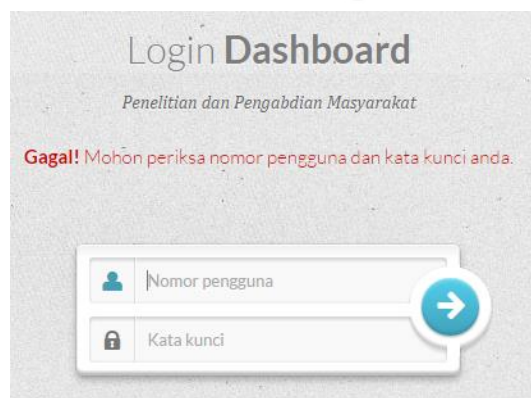 Login Dashboard
Penelitian dan Pengabdian Masyarakat
Gagal! Mohon periksa nomor pengguna dan kata kunci anda.
Nomor pengguna
Kata kunci